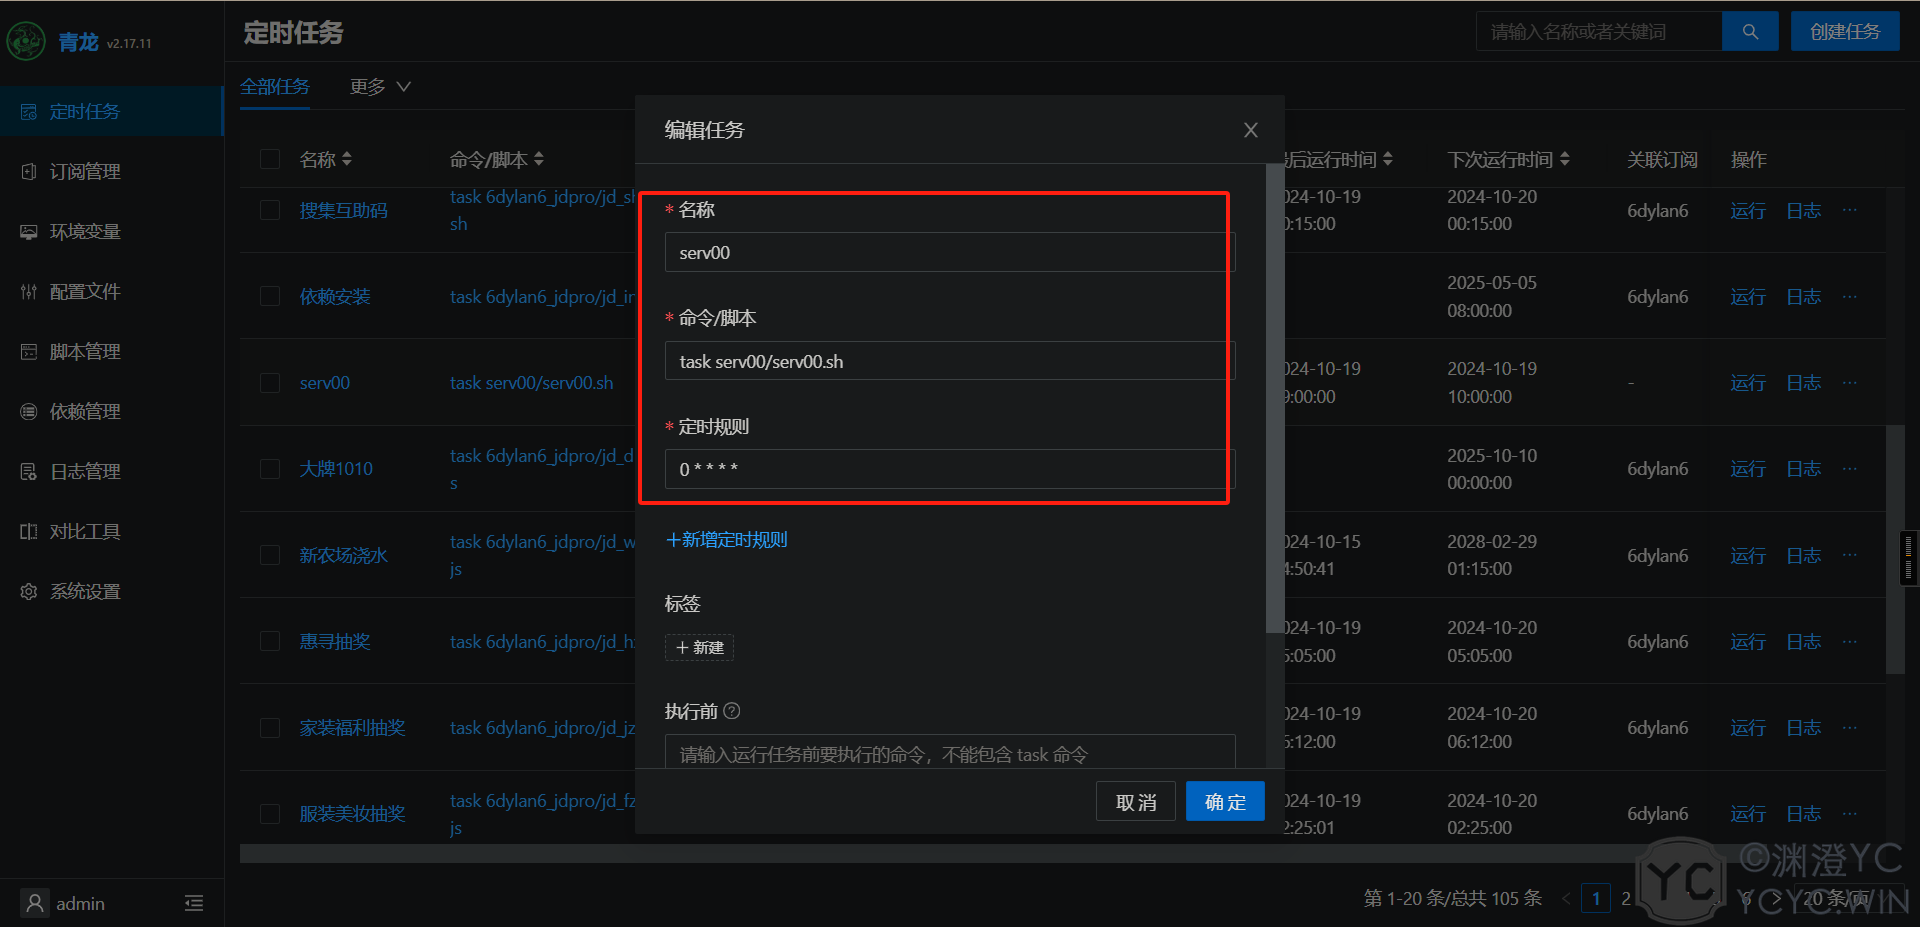 青龙 v2.17.11
定时任务
请输入名称或者关键词
创建任务
定时任务
订阅管理
环境变量
配置文件
脚本管理
依赖管理
日志管理
对比工具
系统设置
admin
全部任务 更多
名称 命令/脚本 后运行时间 下次运行时间 关联订阅 操作
搜集互助码 task 6dylan6_jdpro/jd_sh 024-10-19 2024-10-20 6dylan6 运行 日志 ···
sh 0:15:00 00:15:00
依赖安装 task 6dylan6_jdpro/jd_in 2025-05-05 6dylan6 运行 日志 ···
08:00:00
serv00 task serv00/serv00.sh 024-10-19 2024-10-19 - 运行 日志 ···
9:00:00 10:00:00
大牌1010 task 6dylan6_jdpro/jd_d 2025-10-10 6dylan6 运行 日志 ···
s 00:00:00
新农场浇水 task 6dylan6_jdpro/jd_w 024-10-15 2028-02-29 6dylan6 运行 日志 ···
js 4:50:41 01:15:00
惠寻抽奖 task 6dylan6_jdpro/jd_h 024-10-19 2024-10-20 6dylan6 运行 日志 ···
5:05:00 05:05:00
家装福利抽奖 task 6dylan6_jdpro/jd_jz 024-10-19 2024-10-20 6dylan6 运行 日志 ···
6:12:00 06:12:00
服装美妆抽奖 task 6dylan6_jdpro/jd_fz 024-10-19 2024-10-20 6dylan6 运行 日志 ···
js 2:25:01 02:25:00
第 1-20 条/总共 105 条 < 1 2 6 > 20 条/页
编辑任务
* 名称
serv00
* 命令/脚本
task serv00/serv00.sh
* 定时规则
0 * * * *
+新增定时规则
标签
+ 新建
执行前
请输入运行任务前要执行的命令，不能包含 task 命令
取 消 确 定
YC ©渊澄YC
YCYC.WIN